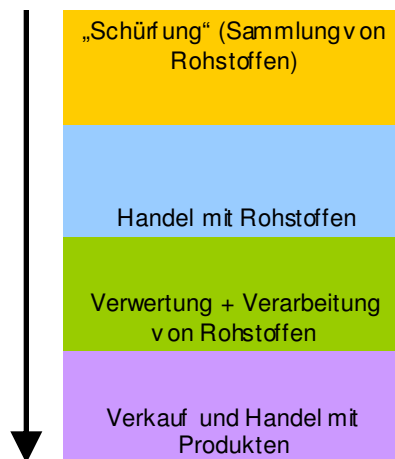 „Schürfung“ (Sammlung von
Rohstoffen)
Handel mit Rohstoffen
Verwertung + Verarbeitung
von Rohstoffen
Verkauf und Handel mit
Produkten